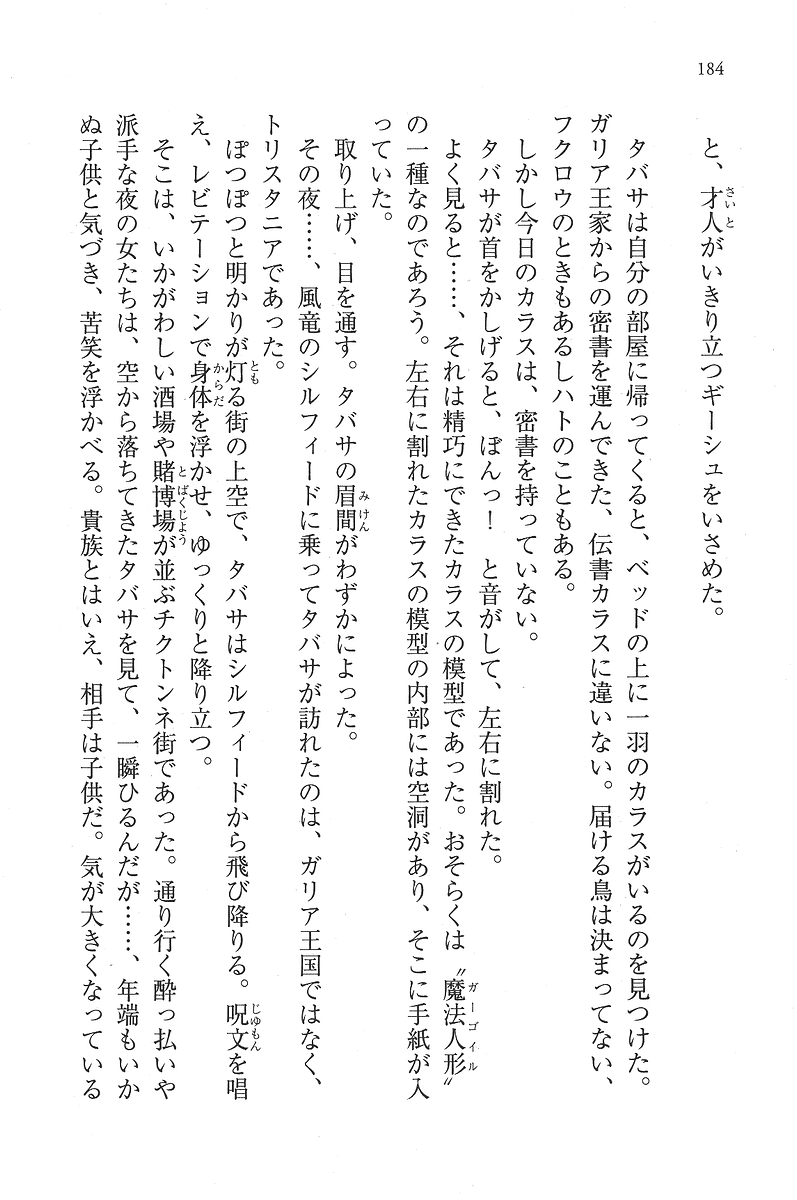 184
と、才人がいきり立つギーシュをいさめた。
タバサは自分の部屋に帰ってくると、ベッドの上に一羽のカラスがいるのを見つけた。
ガリア王家からの密書を運んできた、伝書カラスに違いない。届ける鳥は決まってない、
フクロウのときもあるしハトのこともある。
しかし今日のカラスは、密書を持っていない。
タバサが首をかしげると、ぽんっ！　と音がして、左右に割れた。
よく見ると……、それは精巧にできたカラスの模型であった。おそらくは〝魔法人形〟
の一種なのであろう。左右に割れたカラスの模型の内部には空洞があり、そこに手紙が入
っていた。
取り上げ、目を通す。タバサの眉間がわずかによった。
その夜……、風竜のシルフィードに乗ってタバサが訪れたのは、ガリア王国ではなく、
トリスタニアであった。
ぽつぽつと明かりが灯る街の上空で、タバサはシルフィードから飛び降りる。呪文を唱
え、レビテーションで身体を浮かせ、ゆっくりと降り立つ。
そこは、いかがわしい酒場や賭博場が並ぶチクトンネ街であった。通り行く酔っ払いや
派手な夜の女たちは、空から落ちてきたタバサを見て、一瞬ひるんだが……、年端もいか
ぬ子供と気づき、苦笑を浮かべる。貴族とはいえ、相手は子供だ。気が大きくなっている